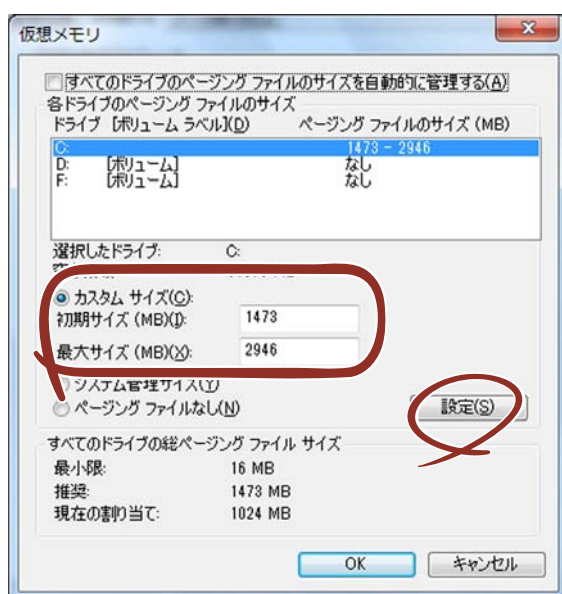 仮想メモリ
すべてのドライブのページング ファイルのサイズを自動的に管理する(A)
各ドライブのページング ファイルのサイズ
ドライブ [ボリューム ラベル](D) ページング ファイルのサイズ (MB)
C: 1473 - 2946
D: [ボリューム] なし
F: [ボリューム] なし
選択したドライブ: C:
カスタム サイズ(C):
初期サイズ (MB)(I): 1473
最大サイズ (MB)(X): 2946
システム管理サイズ(Y)
ページング ファイルなし(N) 設定(S)
すべてのドライブの総ページング ファイル サイズ
最小限: 16 MB
推奨: 1473 MB
現在の割り当て: 1024 MB
OK キャンセル